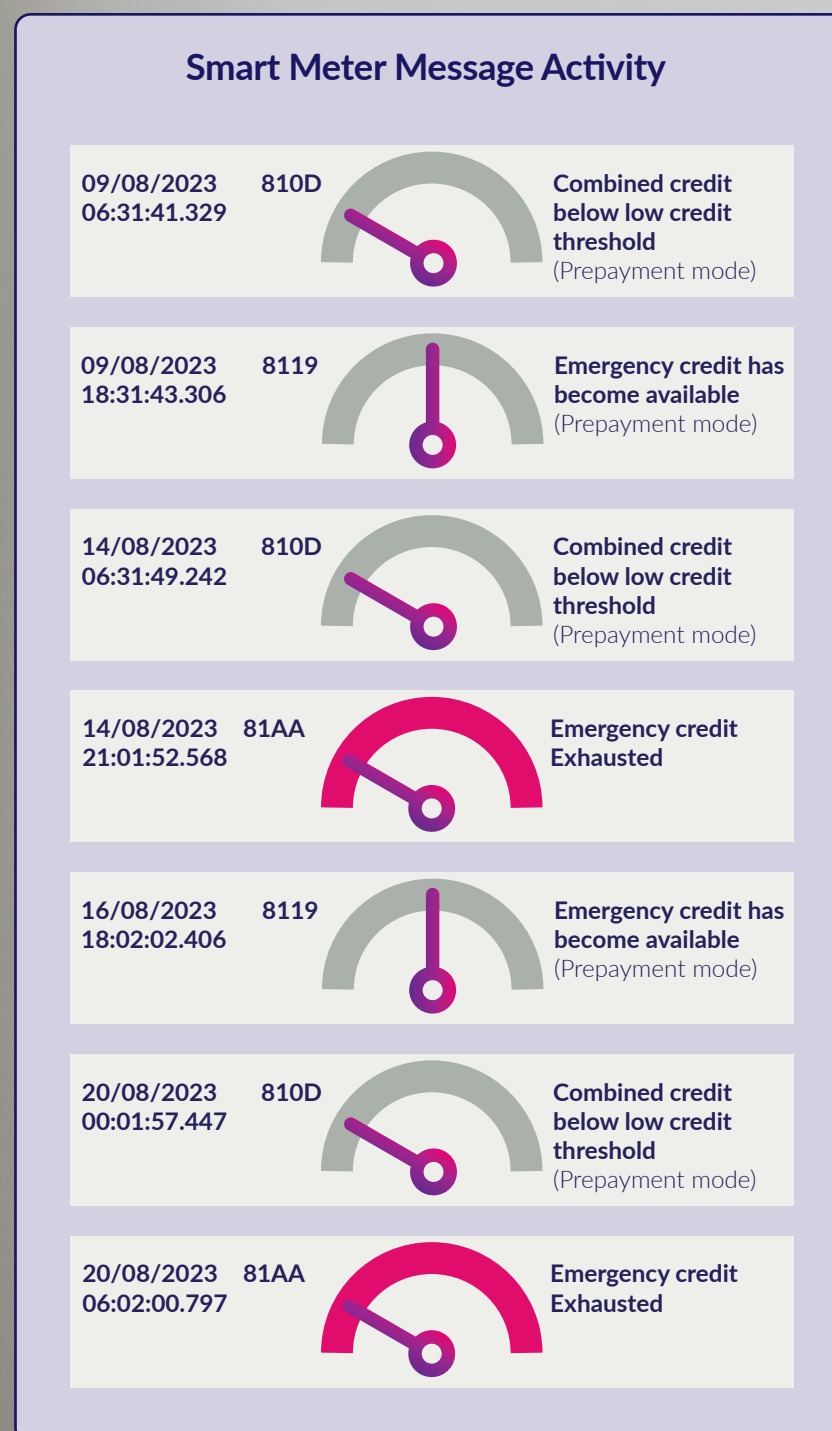 Smart Meter Message Activity
09/08/2023 810D Combined credit
06:31:41.329 below low credit
threshold
(Prepayment mode)
09/08/2023 8119 Emergency credit has
18:31:43.306 become available
(Prepayment mode)
14/08/2023 810D Combined credit
06:31:49.242 below low credit
threshold
(Prepayment mode)
14/08/2023 81AA Emergency credit
21:01:52.568 Exhausted
16/08/2023 8119 Emergency credit has
18:02:02.406 become available
(Prepayment mode)
20/08/2023 810D Combined credit
00:01:57.447 below low credit
threshold
(Prepayment mode)
20/08/2023 81AA Emergency credit
06:02:00.797 Exhausted